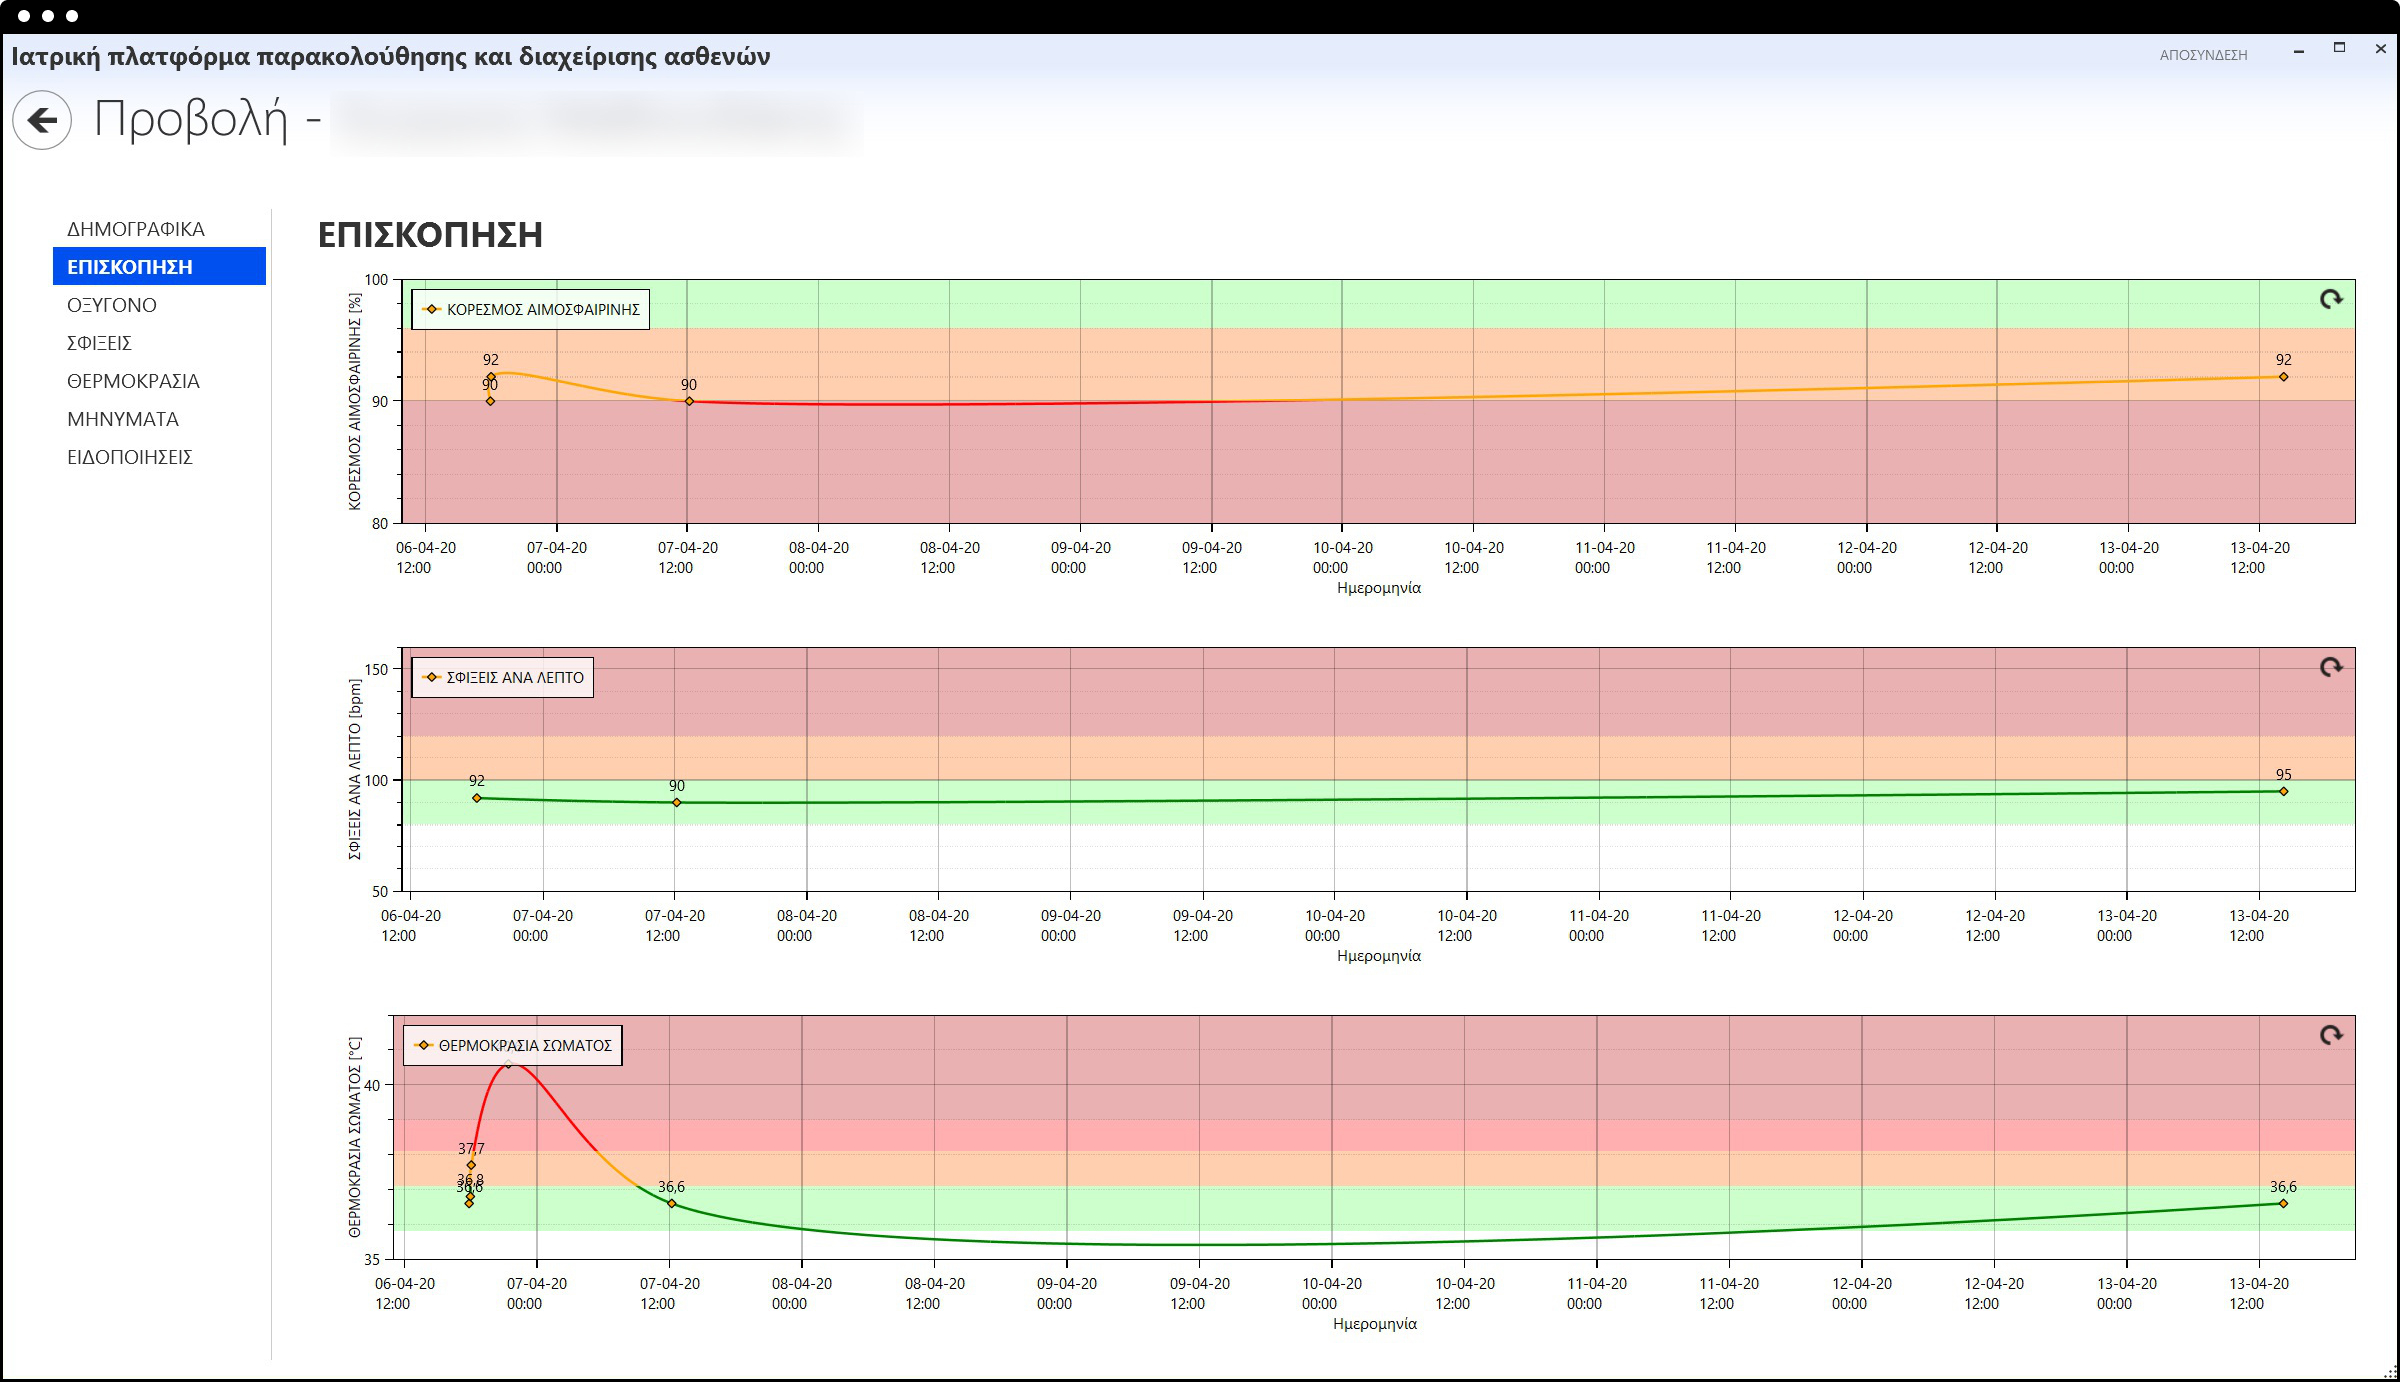 Ιατρική πλατφόρμα παρακολούθησης και διαχείρισης ασθενών
ΑΠΟΣΥΝΔΕΣΗ
Προβολή -
ΔΗΜΟΓΡΑΦΙΚΑ
ΕΠΙΣΚΟΠΗΣΗ
ΟΞΥΓΟΝΟ
ΣΦΙΞΕΙΣ
ΘΕΡΜΟΚΡΑΣΙΑ
ΜΗΝΥΜΑΤΑ
ΕΙΔΟΠΟΙΗΣΕΙΣ
ΕΠΙΣΚΟΠΗΣΗ
ΚΟΡΕΣΜΟΣ ΑΙΜΟΣΦΑΙΡΙΝΗΣ [%]
100
90
80
ΚΟΡΕΣΜΟΣ ΑΙΜΟΣΦΑΙΡΙΝΗΣ
92
90
90
92
06-04-20 07-04-20 07-04-20 08-04-20 08-04-20 09-04-20 09-04-20 10-04-20 10-04-20 11-04-20 11-04-20 12-04-20 12-04-20 13-04-20 13-04-20
12:00 00:00 12:00 00:00 12:00 00:00 12:00 00:00 12:00 00:00 12:00 00:00 12:00 00:00 12:00
Ημερομηνία
ΣΦΙΞΕΙΣ ΑΝΑ ΛΕΠΤΟ [bpm]
150
100
50
ΣΦΙΞΕΙΣ ΑΝΑ ΛΕΠΤΟ
92
90
95
06-04-20 07-04-20 07-04-20 08-04-20 08-04-20 09-04-20 09-04-20 10-04-20 10-04-20 11-04-20 11-04-20 12-04-20 12-04-20 13-04-20 13-04-20
12:00 00:00 12:00 00:00 12:00 00:00 12:00 00:00 12:00 00:00 12:00 00:00 12:00 00:00 12:00
Ημερομηνία
ΘΕΡΜΟΚΡΑΣΙΑ ΣΩΜΑΤΟΣ [°C]
40
35
ΘΕΡΜΟΚΡΑΣΙΑ ΣΩΜΑΤΟΣ
37,7
36,8
36,6
36,6
36,6
06-04-20 07-04-20 07-04-20 08-04-20 08-04-20 09-04-20 09-04-20 10-04-20 10-04-20 11-04-20 11-04-20 12-04-20 12-04-20 13-04-20 13-04-20
12:00 00:00 12:00 00:00 12:00 00:00 12:00 00:00 12:00 00:00 12:00 00:00 12:00 00:00 12:00
Ημερομηνία